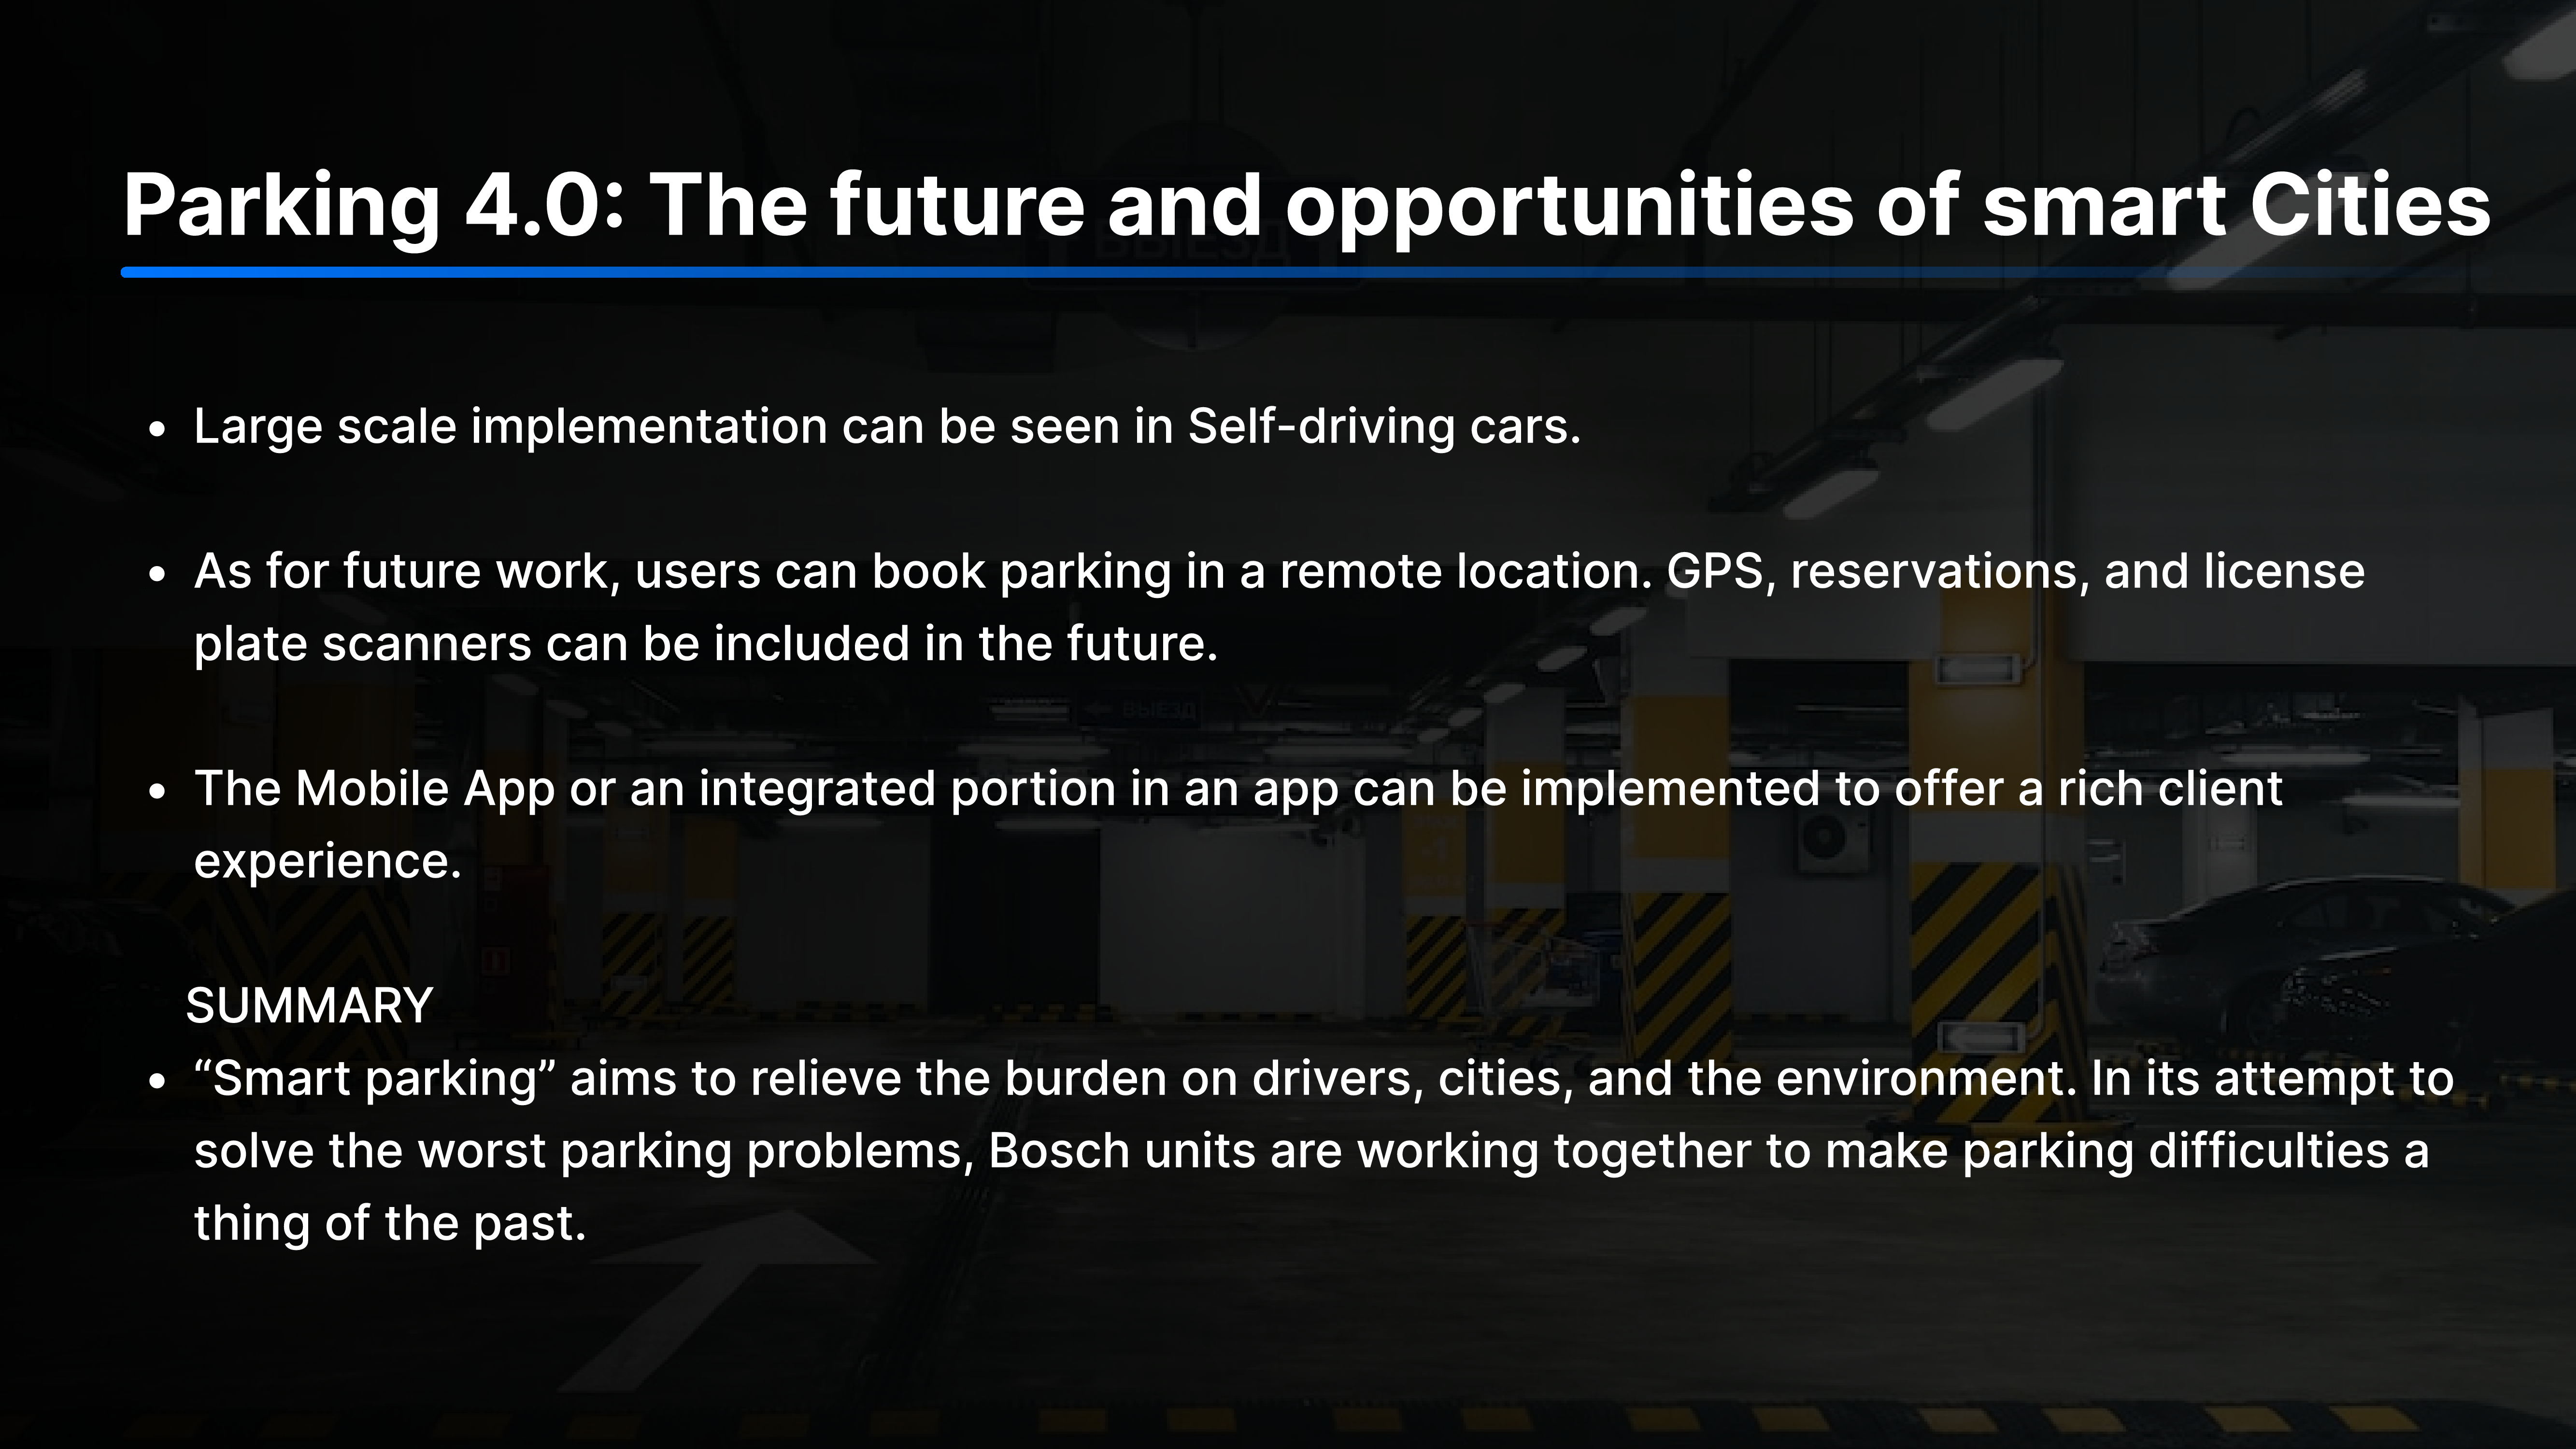 Parking 4.0: The future and opportunities of smart Cities
ВЫЕЗД
• Large scale implementation can be seen in Self-driving cars.
• As for future work, users can book parking in a remote location. GPS, reservations, and license
plate scanners can be included in the future.
ВЫЕЗД
• The Mobile App or an integrated portion in an app can be implemented to offer a rich client
experience.
-1
SUMMARY
• “Smart parking” aims to relieve the burden on drivers, cities, and the environment. In its attempt to
solve the worst parking problems, Bosch units are working together to make parking difficulties a
thing of the past.